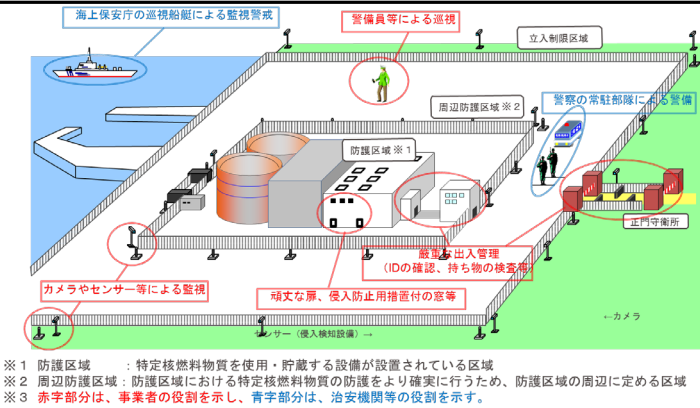 海上保安庁の巡視船艇による監視警戒
警備員等による巡視
立入制限区域
周辺防護区域※2
警察の常駐部隊による警備
防護区域※1
正門守衛所
厳重な出入管理
(IDの確認、持ち物の検査等)
カメラやセンサー等による監視
頑丈な扉、侵入防止用措置付の窓等
←カメラ
センサー（侵入検知設備）→
※1 防護区域　　：特定核燃料物質を使用・貯蔵する設備が設置されている区域
※2 周辺防護区域：防護区域における特定核燃料物質の防護をより確実に行うため、防護区域の周辺に定める区域
※3 赤字部分は、事業者の役割を示し、青字部分は、治安機関等の役割を示す。